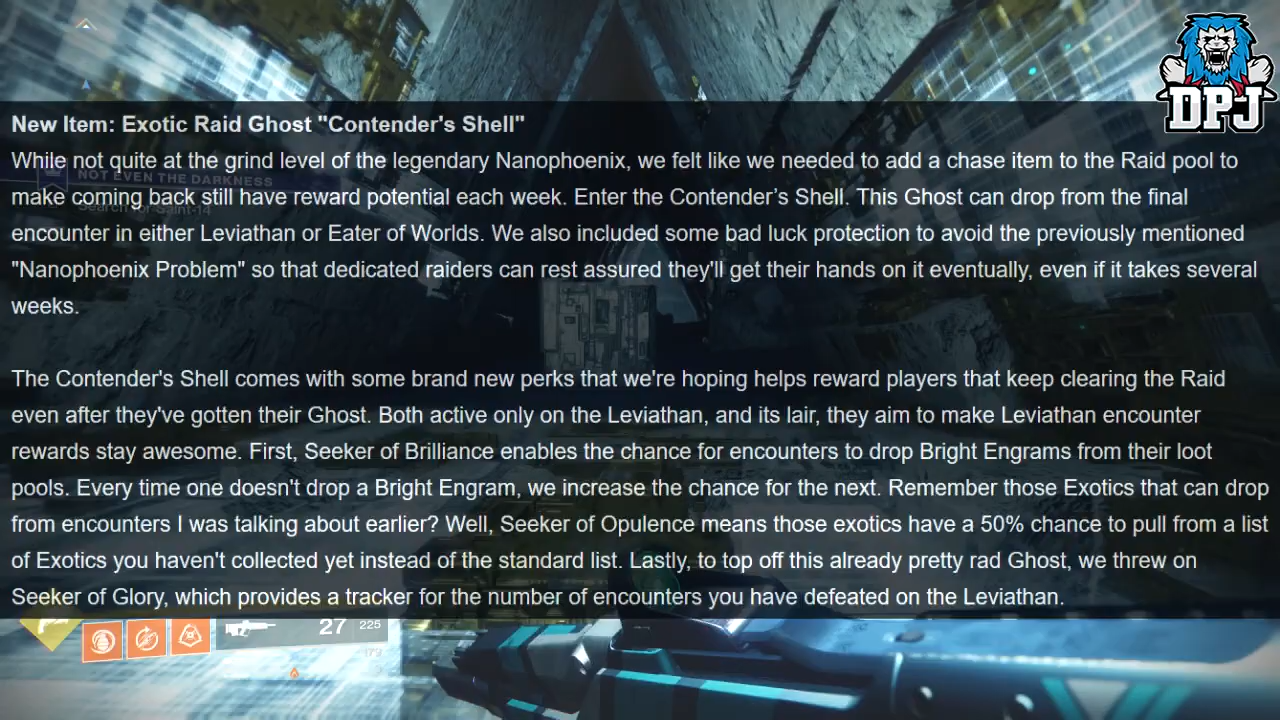 DPJ
New Item: Exotic Raid Ghost "Contender's Shell"
While not quite at the grind level of the legendary Nanophoenix, we felt like we needed to add a chase item to the Raid pool to
NOT EVEN THE DARKNESS
make coming back still have reward potential each week. Enter the Contender’s Shell. This Ghost can drop from the final
Search for Saint-14
encounter in either Leviathan or Eater of Worlds. We also included some bad luck protection to avoid the previously mentioned
"Nanophoenix Problem" so that dedicated raiders can rest assured they'll get their hands on it eventually, even if it takes several
weeks.
The Contender's Shell comes with some brand new perks that we're hoping helps reward players that keep clearing the Raid
even after they've gotten their Ghost. Both active only on the Leviathan, and its lair, they aim to make Leviathan encounter
rewards stay awesome. First, Seeker of Brilliance enables the chance for encounters to drop Bright Engrams from their loot
pools. Every time one doesn't drop a Bright Engram, we increase the chance for the next. Remember those Exotics that can drop
from encounters I was talking about earlier? Well, Seeker of Opulence means those exotics have a 50% chance to pull from a list
of Exotics you haven't collected yet instead of the standard list. Lastly, to top off this already pretty rad Ghost, we threw on
Seeker of Glory, which provides a tracker for the number of encounters you have defeated on the Leviathan.
27 225